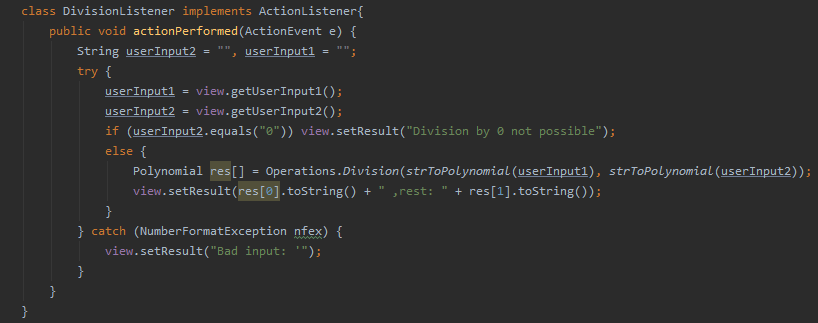 class DivisionListener implements ActionListener{
public void actionPerformed(ActionEvent e) {
String userInput2 = "", userInput1 = "";
try {
userInput1 = view.getUserInput1();
userInput2 = view.getUserInput2();
if (userInput2.equals("0")) view.setResult("Division by 0 not possible");
else {
Polynomial res[] = Operations.Division(strToPolynomial(userInput1), strToPolynomial(userInput2));
view.setResult(res[0].toString() + " ,rest: " + res[1].toString());
}
} catch (NumberFormatException nfex) {
view.setResult("Bad input: '");
}
}
}